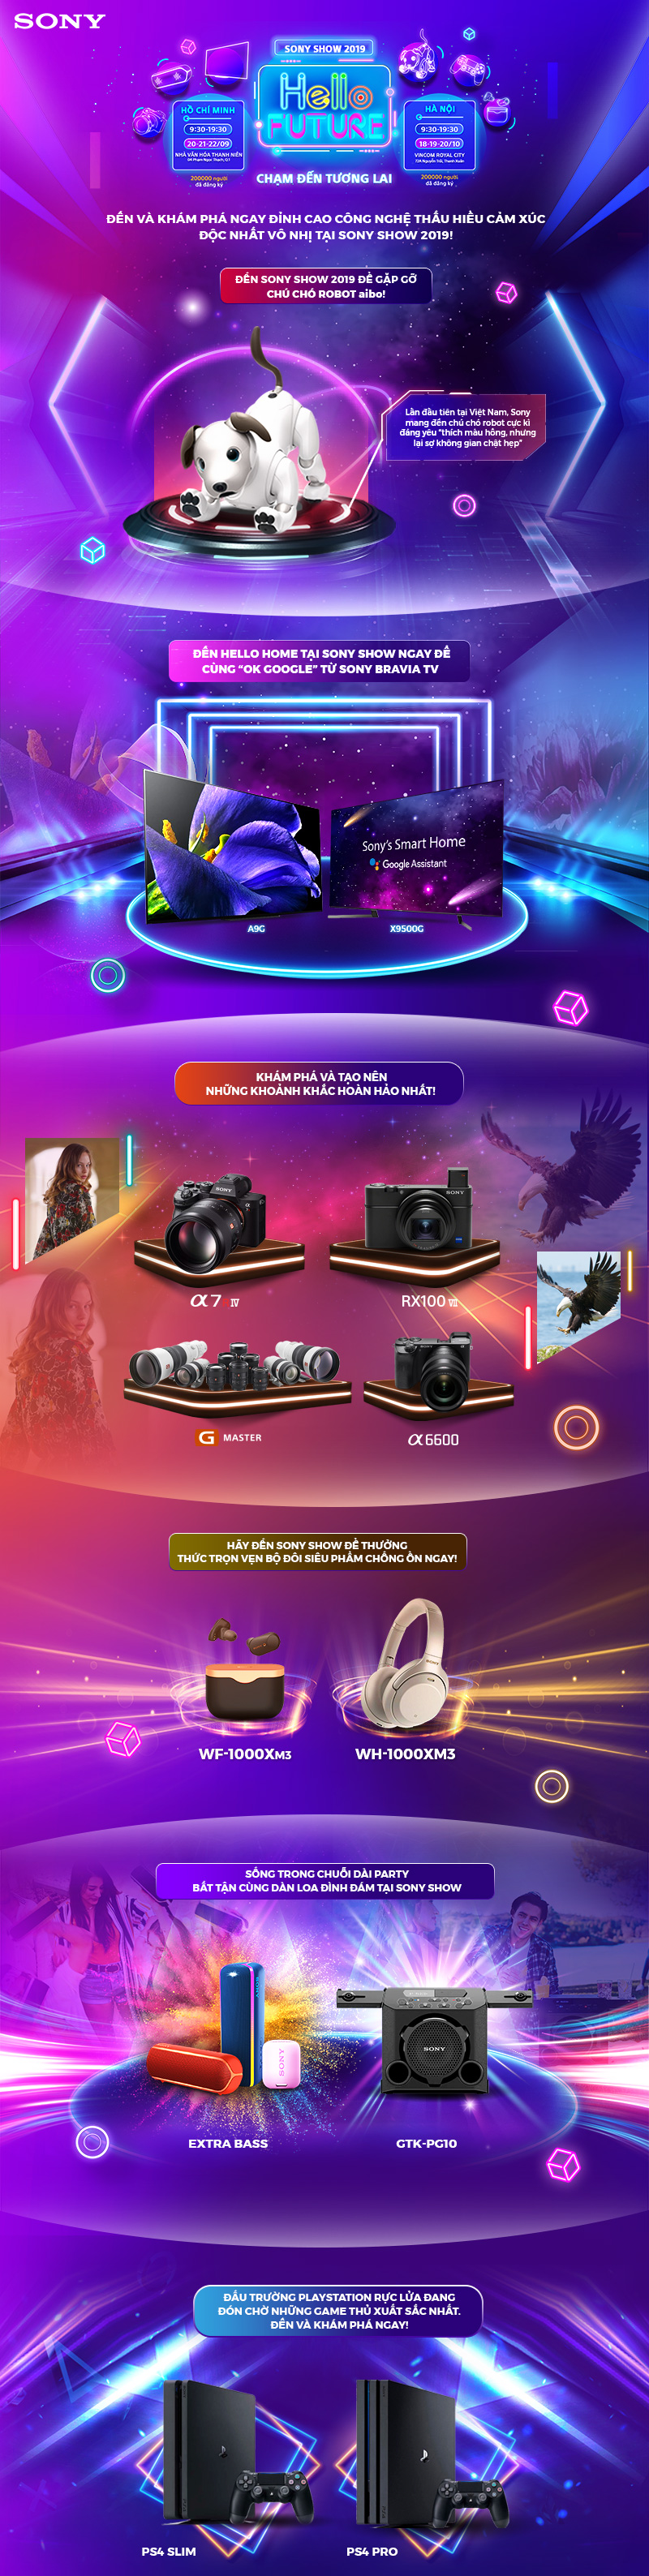 SONY
SONY SHOW 2019
Hello
FUTURE
CHẠM ĐẾN TƯƠNG LAI
HỒ CHÍ MINH
9:30-19:30
20-21-22/09
NHÀ VĂN HÓA THANH NIÊN
04 Phạm Ngọc Thạch, Q1
200000 người
đã đăng ký
HÀ NỘI
9:30-19:30
18-19-20/10
VINCOM ROYAL CITY
72A Nguyễn Trãi, Thanh Xuân
200000 người
đã đăng ký
ĐẾN VÀ KHÁM PHÁ NGAY ĐỈNH CAO CÔNG NGHỆ THẤU HIỂU CẢM XÚC
ĐỘC NHẤT VÔ NHỊ TẠI SONY SHOW 2019!
ĐẾN SONY SHOW 2019 ĐỂ GẶP GỠ
CHÚ CHÓ ROBOT aibo!
Lần đầu tiên tại Việt Nam, Sony
mang đến chú chó robot cực kì
đáng yêu "thích màu hồng, nhưng
lại sợ không gian chật hẹp"
ĐẾN HELLO HOME TẠI SONY SHOW NGAY ĐỂ
CÙNG "OK GOOGLE" TỪ SONY BRAVIA TV
Sony's Smart Home
Google Assistant
A9G
X9500G
KHÁM PHÁ VÀ TẠO NÊN
NHỮNG KHOẢNH KHẮC HOÀN HẢO NHẤT!
SONY
SONY
α7 IV
RX100 VII
G MASTER
α6600
HÃY ĐẾN SONY SHOW ĐỂ THƯỞNG
THỨC TRỌN VẸN BỘ ĐÔI SIÊU PHẨM CHỐNG ỒN NGAY!
WF-1000XM3
WH-1000XM3
SỐNG TRONG CHUỖI DÀI PARTY
BẤT TẬN CÙNG DÀN LOA ĐÌNH ĐÁM TẠI SONY SHOW
SONY
SONY
SONY
EXTRA BASS
GTK-PG10
ĐẤU TRƯỜNG PLAYSTATION RỰC LỬA ĐANG
ĐÓN CHỜ NHỮNG GAME THỦ XUẤT SẮC NHẤT.
ĐẾN VÀ KHÁM PHÁ NGAY!
PS4 SLIM
PS4 PRO